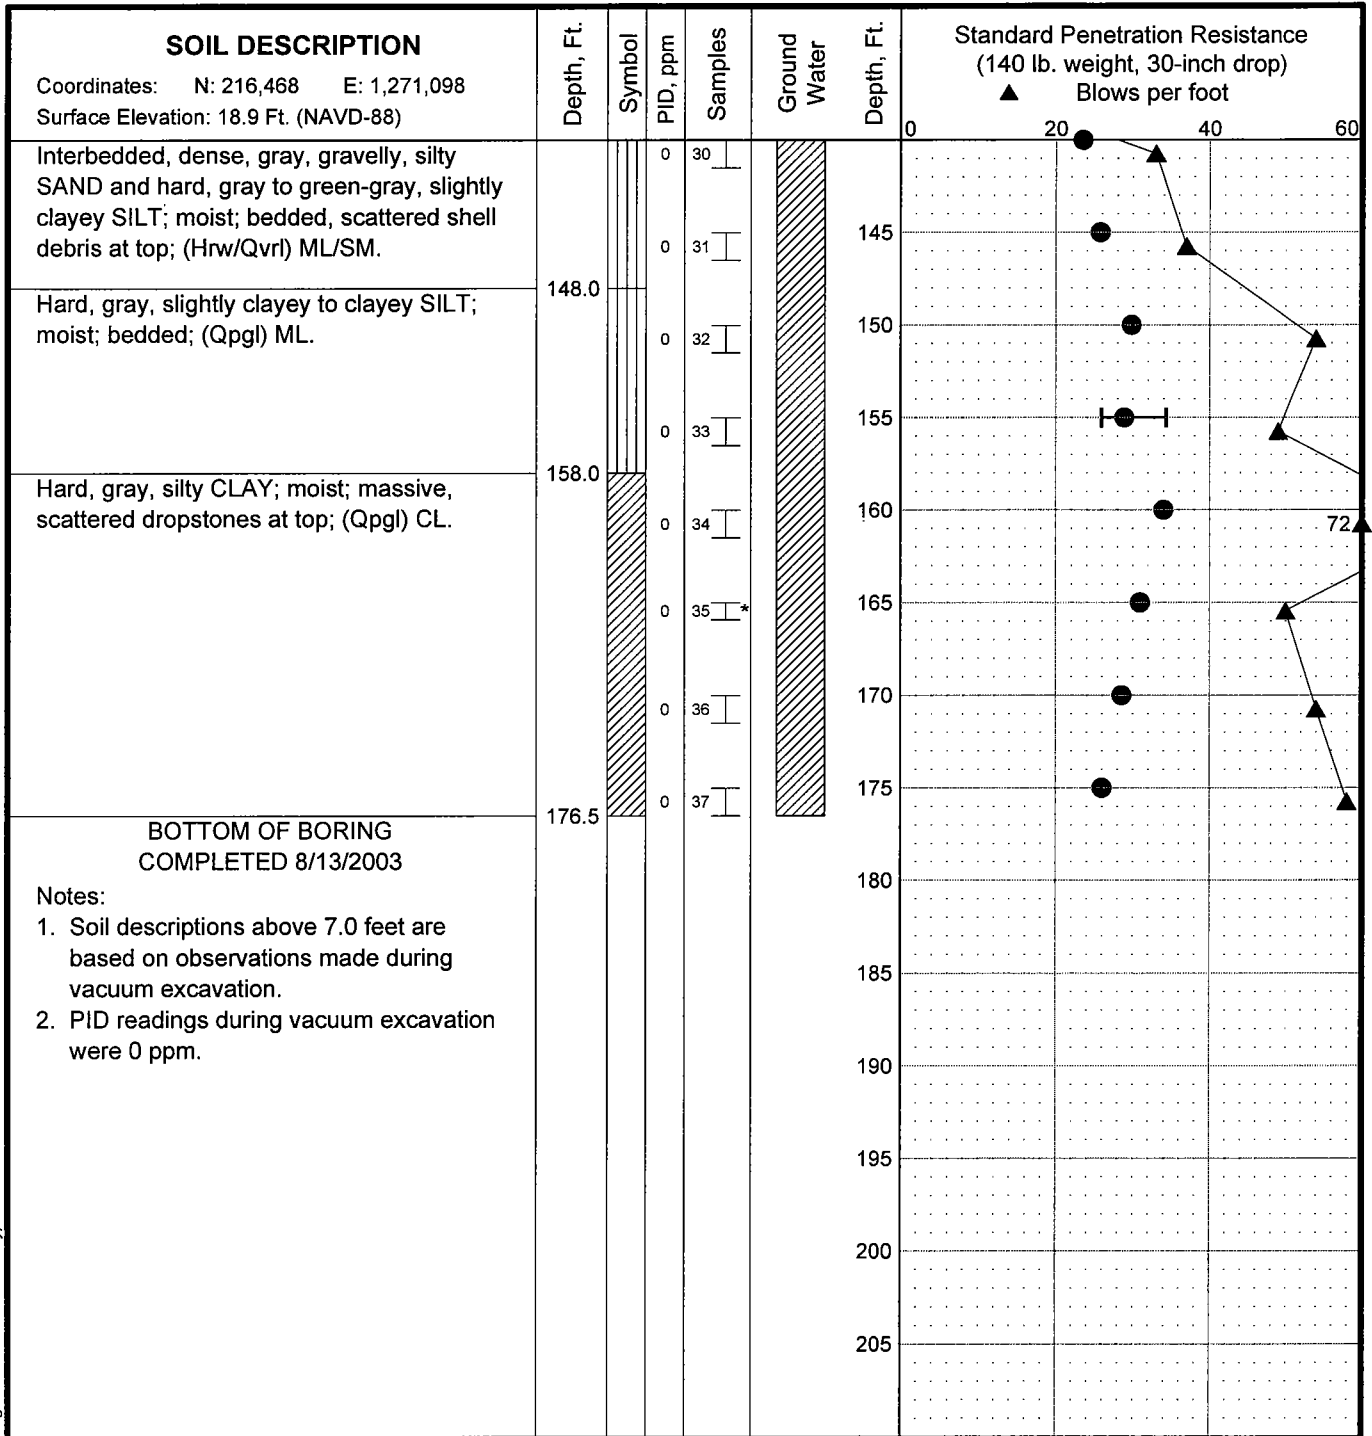 SOIL DESCRIPTION
Coordinates: N: 216,468 E: 1,271,098
Surface Elevation: 18.9 Ft. (NAVD-88)
Depth, Ft.
Symbol
PID, ppm
Samples
Ground
Water
Depth, Ft.
Standard Penetration Resistance
(140 lb. weight, 30-inch drop)
▲ Blows per foot
0 20 40 60
Interbedded, dense, gray, gravelly, silty
SAND and hard, gray to green-gray, slightly
clayey SILT; moist; bedded, scattered shell
debris at top; (Hrw/Qvrl) ML/SM.
148.0
Hard, gray, slightly clayey to clayey SILT;
moist; bedded; (Qpgl) ML.
158.0
Hard, gray, silty CLAY; moist; massive,
scattered dropstones at top; (Qpgl) CL.
176.5
BOTTOM OF BORING
COMPLETED 8/13/2003
Notes:
1. Soil descriptions above 7.0 feet are
based on observations made during
vacuum excavation.
2. PID readings during vacuum excavation
were 0 ppm.
0 30
0 31
0 32
0 33
0 34
0 35 *
0 36
0 37
145
150
155
160
165
170
175
180
185
190
195
200
205
72